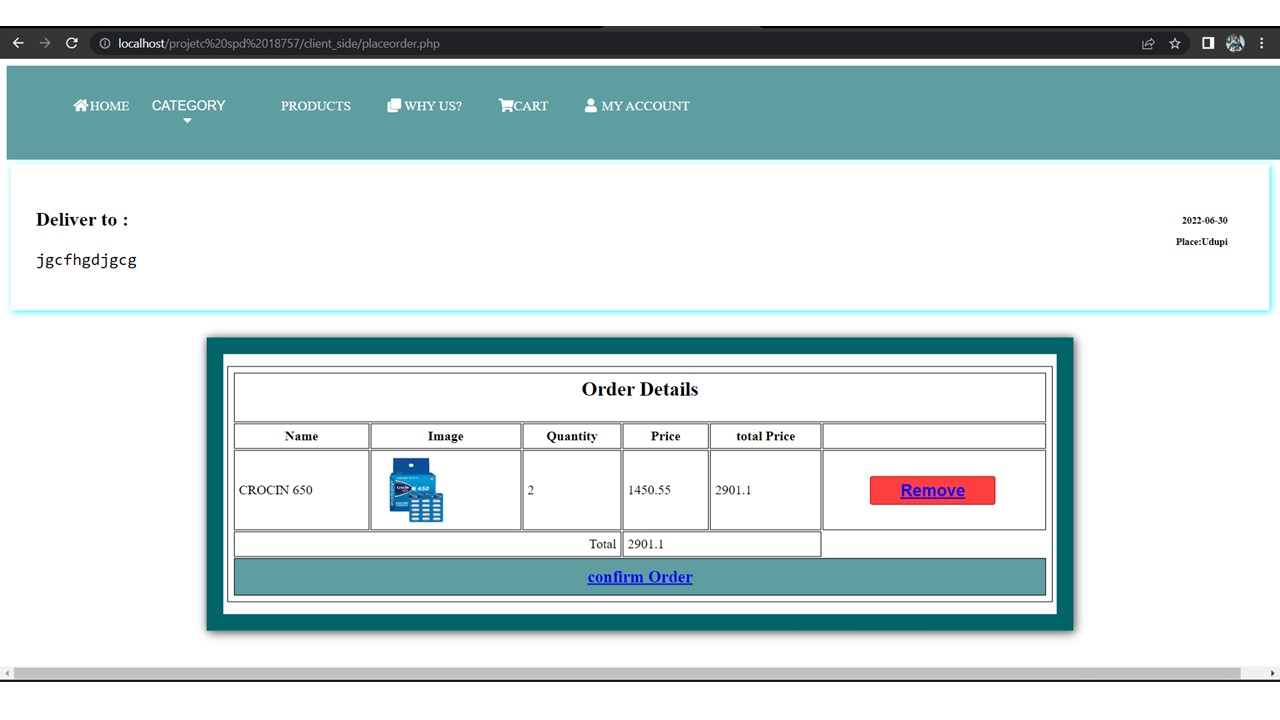 localhost/projetc%20spd%2018757/client_side/placeorder.php
HOME CATEGORY PRODUCTS WHY US? CART MY ACCOUNT
Deliver to :
2022-06-30
Place:Udupi
jgcfhgdjgcg
Order Details
Name Image Quantity Price total Price
CROCIN 650 2 1450.55 2901.1 Remove
Total 2901.1
confirm Order